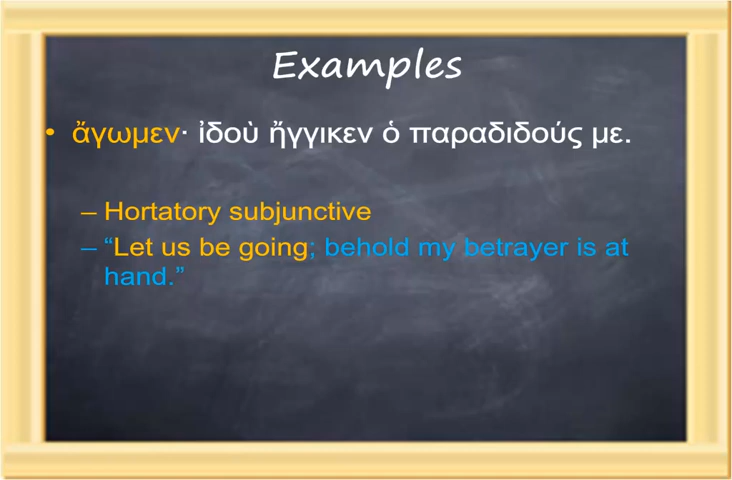 Examples
• ἄγωμεν· ἰδοὺ ἤγγικεν ὁ παραδιδούς με.
– Hortatory subjunctive
– “Let us be going; behold my betrayer is at
hand.”